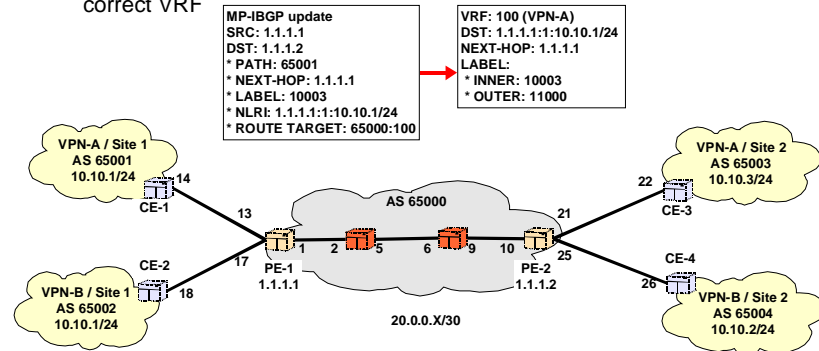 correct VRF
MP-IBGP update
SRC: 1.1.1.1
DST: 1.1.1.2
* PATH: 65001
* NEXT-HOP: 1.1.1.1
* LABEL: 10003
* NLRI: 1.1.1.1:1:10.10.1/24
* ROUTE TARGET: 65000:100
VRF: 100 (VPN-A)
DST: 1.1.1.1:1:10.10.1/24
NEXT-HOP: 1.1.1.1
LABEL:
* INNER: 10003
* OUTER: 11000
VPN-A / Site 1
AS 65001
10.10.1/24
14
CE-1
13
VPN-A / Site 2
AS 65003
10.10.3/24
22
CE-3
21
AS 65000
1
2
5
6
9
10
PE-1
1.1.1.1
PE-2
1.1.1.2
17
CE-2
18
VPN-B / Site 1
AS 65002
10.10.1/24
25
CE-4
26
VPN-B / Site 2
AS 65004
10.10.2/24
20.0.0.X/30